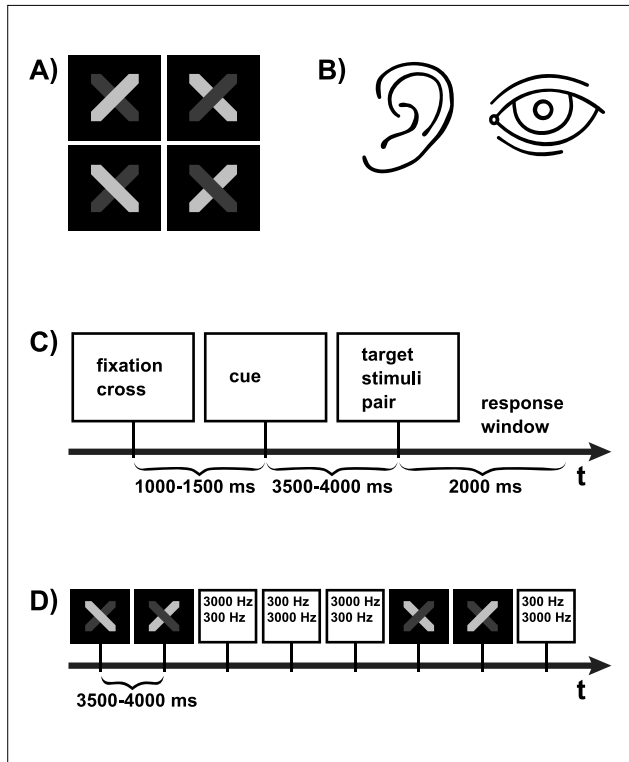 A)
B)
C)
fixation
cross
cue
target
stimuli
pair
response
window
1000-1500 ms
3500-4000 ms
2000 ms
t
D)
3000 Hz
300 Hz
300 Hz
3000 Hz
3000 Hz
300 Hz
300 Hz
3000 Hz
3500-4000 ms
t